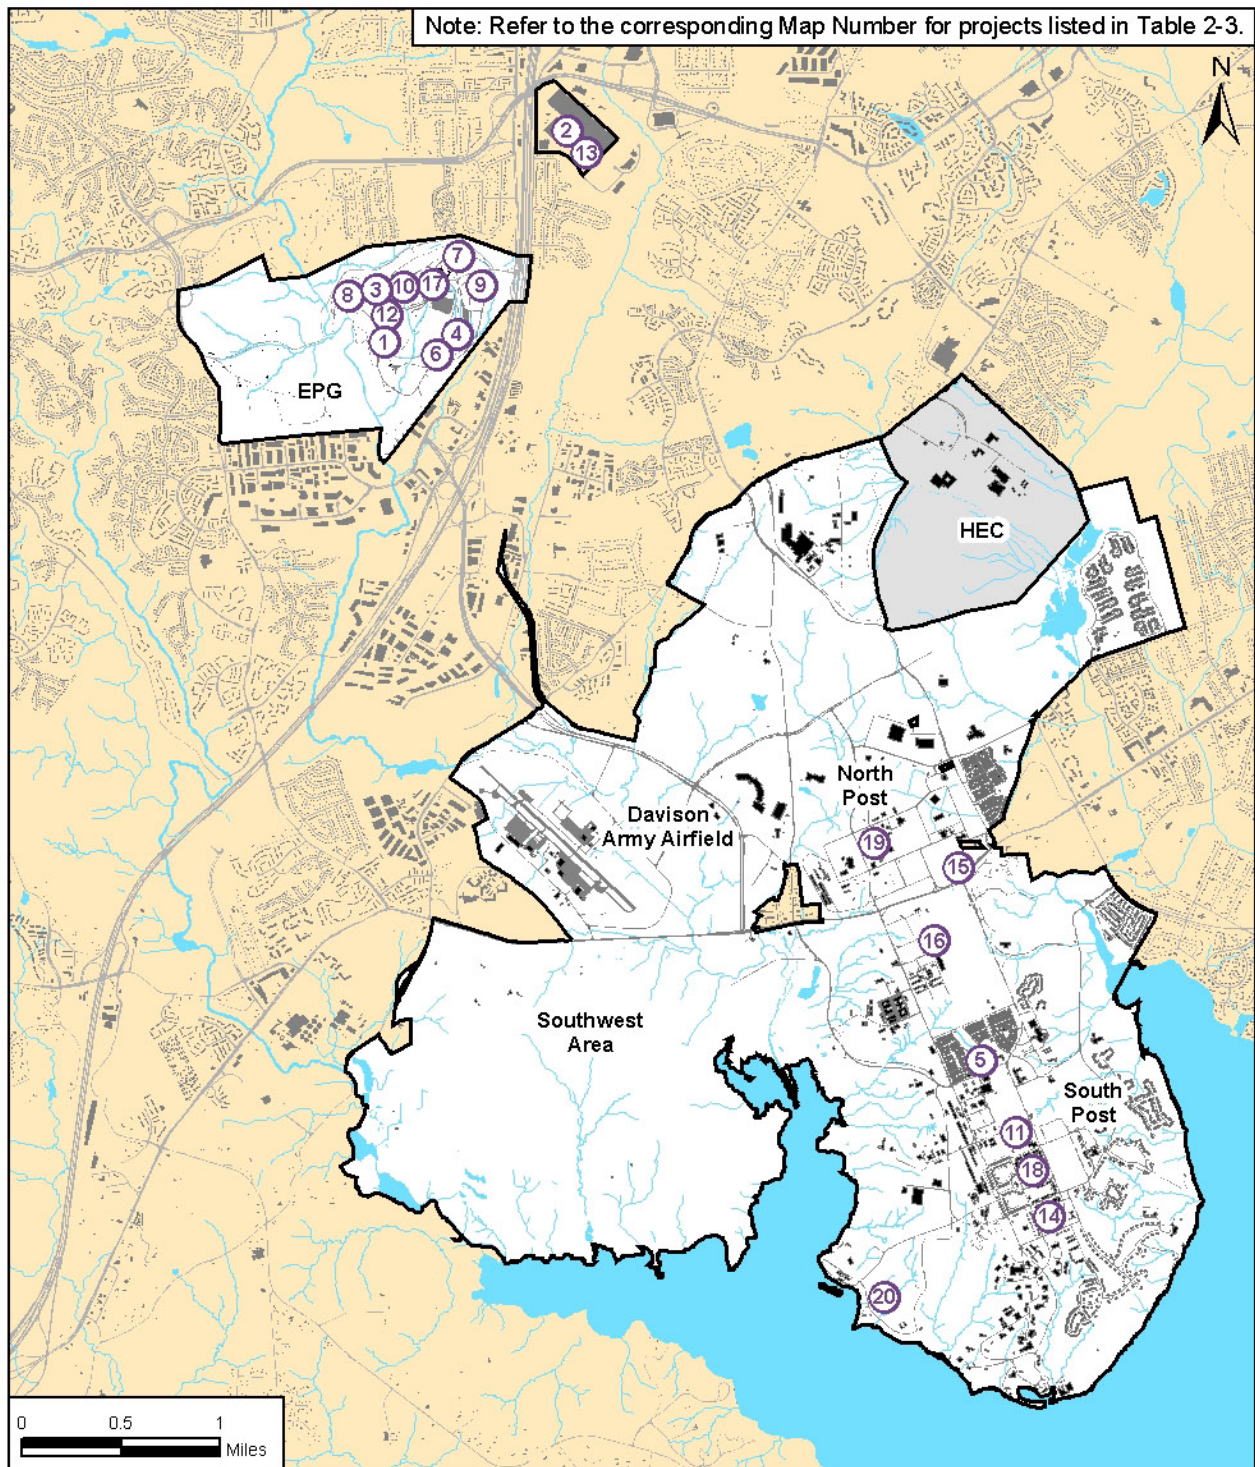 Note: Refer to the corresponding Map Number for projects listed in Table 2-3.
N
2
13
7
8
3
10
17
9
12
1
4
6
EPG
HEC
North
Post
Davison
Army Airfield
19
15
16
Southwest
Area
5
South
Post
11
18
14
20
0 0.5 1
Miles